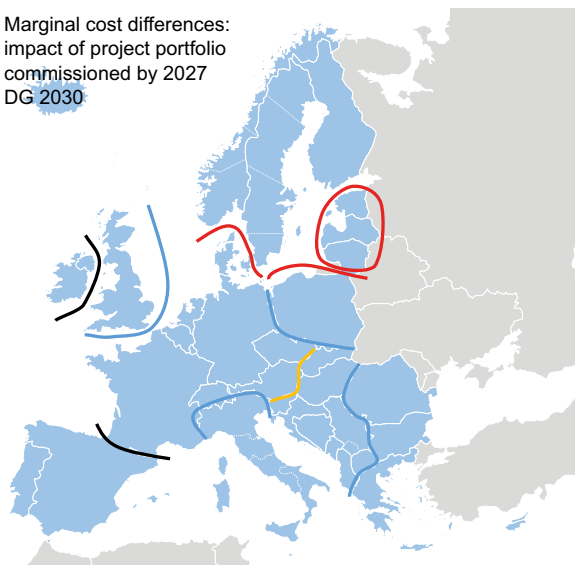 Marginal cost differences:
impact of project portfolio
commissioned by 2027
DG 2030